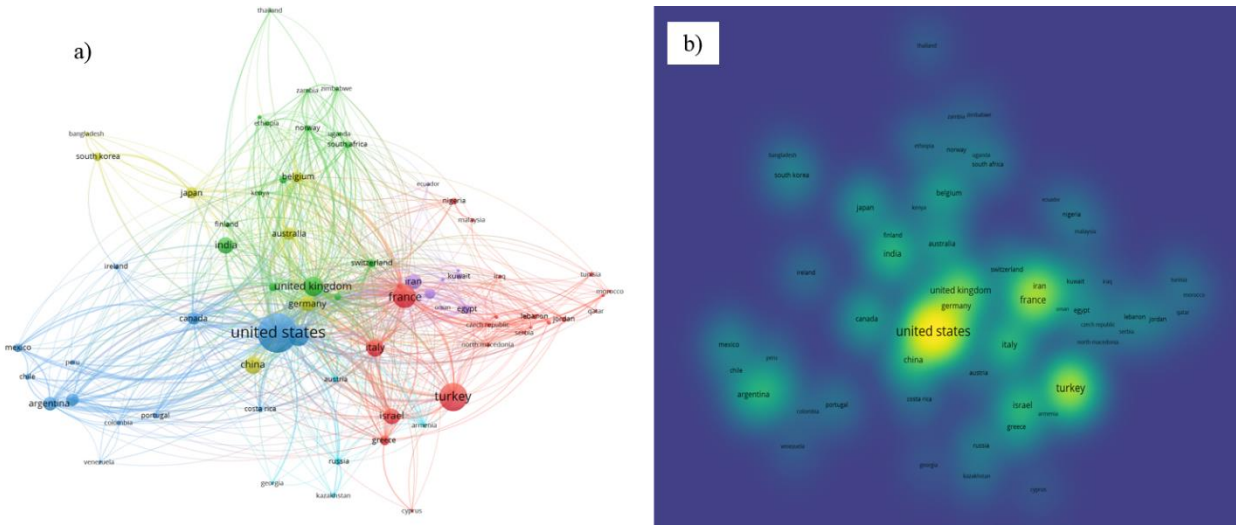 a)
thailand
zambia
zimbabwe
ethiopia
norway
uganda
south africa
bangladesh
south korea
belgium
japan
kenya
ecuador
nigeria
malaysia
finland
australia
india
ireland
switzerland
iran
kuwait
iraq
tunisia
united kingdom
france
morocco
germany
egypt
qatar
canada
lebanon
jordan
czech republic
serbia
united states
north macedonia
mexico
italy
peru
china
chile
austria
turkey
argentina
costa rica
portugal
israel
colombia
armenia
greece
venezuela
russia
georgia
kazakhstan
cyprus
b)
thailand
zambia
zimbabwe
ethiopia
norway
uganda
south africa
bangladesh
south korea
belgium
japan
kenya
ecuador
nigeria
malaysia
finland
australia
india
ireland
switzerland
iran
kuwait
iraq
united kingdom
france
morocco
germany
egypt
qatar
canada
lebanon
jordan
czech republic
serbia
united states
north macedonia
mexico
italy
peru
china
chile
austria
turkey
argentina
costa rica
portugal
israel
colombia
armenia
greece
venezuela
russia
georgia
kazakhstan
cyprus